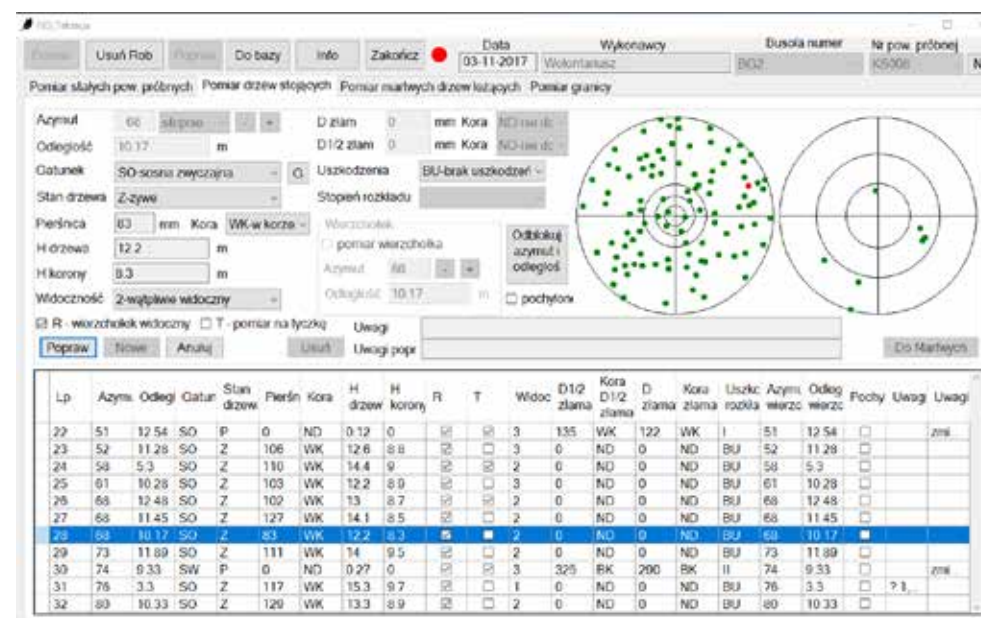 Usuń Rob Popraw Do bazy Info Zakończ Data Wykonawcy Busola numer Nr pow. próbnej
03-11-2017 Wolontariusz BG2 N
Pomiar stałych pow. próbnych Pomiar drzew stojących Pomiar martwych drzew leżących Pomiar granicy
Azymut 68 stopnie - + D złam 0 mm Kora
Odległość 10.17 m D1/2 złam 0 mm Kora
Gatunek SO-sosna zwyczajna G Uszkodzenia BU-brak uszkodzeń
Stan drzewa Z-żywe Stopień rozkładu
Pierśnica 83 mm Kora WK-w korze Wierzchołek
H drzewa 12.2 m pomiar wierzchołka Odblokuj azymut i odległoś
H korony 8.3 m Azymut 68 - +
Widoczność 2-wątpliwie widoczny Odległość 10.17 m pochylone
R - wierzchołek widoczny T - pomiar na tyczkę Uwagi
Popraw Nowe Anuluj Usuń Uwagi popr Do Martwych
Lp Azymu Odległ Gatun Stan drzew Pierśn Kora H drzew H korony R T Widoc D1/2 złama Kora D1/2 złama D złama Kora złama Uszkc rozkła Azymu wierzc Odleg wierzc Pochy Uwag Uwagi
22 51 12.54 SO P 0 ND 0.12 0 3 135 WK 122 WK I 51 12.54 zmi
23 52 11.28 SO Z 106 WK 12.6 8.8 3 0 ND 0 ND BU 52 11.28
24 58 5.3 SO Z 110 WK 14.4 9 2 0 ND 0 ND BU 58 5.3
25 61 10.28 SO Z 103 WK 12.2 8.9 3 0 ND 0 ND BU 61 10.28
26 68 12.48 SO Z 102 WK 13 8.7 2 0 ND 0 ND BU 68 12.48
27 68 11.45 SO Z 127 WK 14.1 8.5 2 0 ND 0 ND BU 68 11.45
28 68 10.17 SO Z 83 WK 12.2 8.3 2 0 ND 0 ND BU 68 10.17
29 73 11.89 SO Z 111 WK 14 9.5 2 0 ND 0 ND BU 73 11.89
30 74 9.33 SW P 0 ND 0.27 0 3 325 BK 290 BK II 74 9.33 zmi
31 76 3.3 SO Z 117 WK 15.3 9.7 1 0 ND 0 ND BU 76 3.3 ? 1,..
32 80 10.33 SO Z 129 WK 13.3 8.9 2 0 ND 0 ND BU 80 10.33